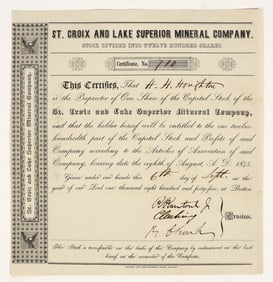 ST. CROIX AND LAKE SUPERIOR MINERAL COMPANY.
STOCK DIVIDED INTO TWELVE HUNDRED SHARES.
Certificate, No. 710
This Certifies, That H. H. Houghton
is the Proprietor of One Share of the Capital Stock of the
St. Croix and Lake Superior Mineral Company,
and that the holder hereof will be entitled to the one twelve-
hundredth part of the Capital Stock and Profits of said
Company according to the Articles of Association of said
Company, bearing date the eighth of August, A. D. 1845.
Given under our hands this 6th day of Sept. in the
year of our Lord one thousand eight hundred and forty-five, at Boston.
Trustees.
This Stock is transferable on the books of the Company by endorsement on the back
hereof on the surrender of this Certificate.
St. Croix and Lake Superior Mineral Company.